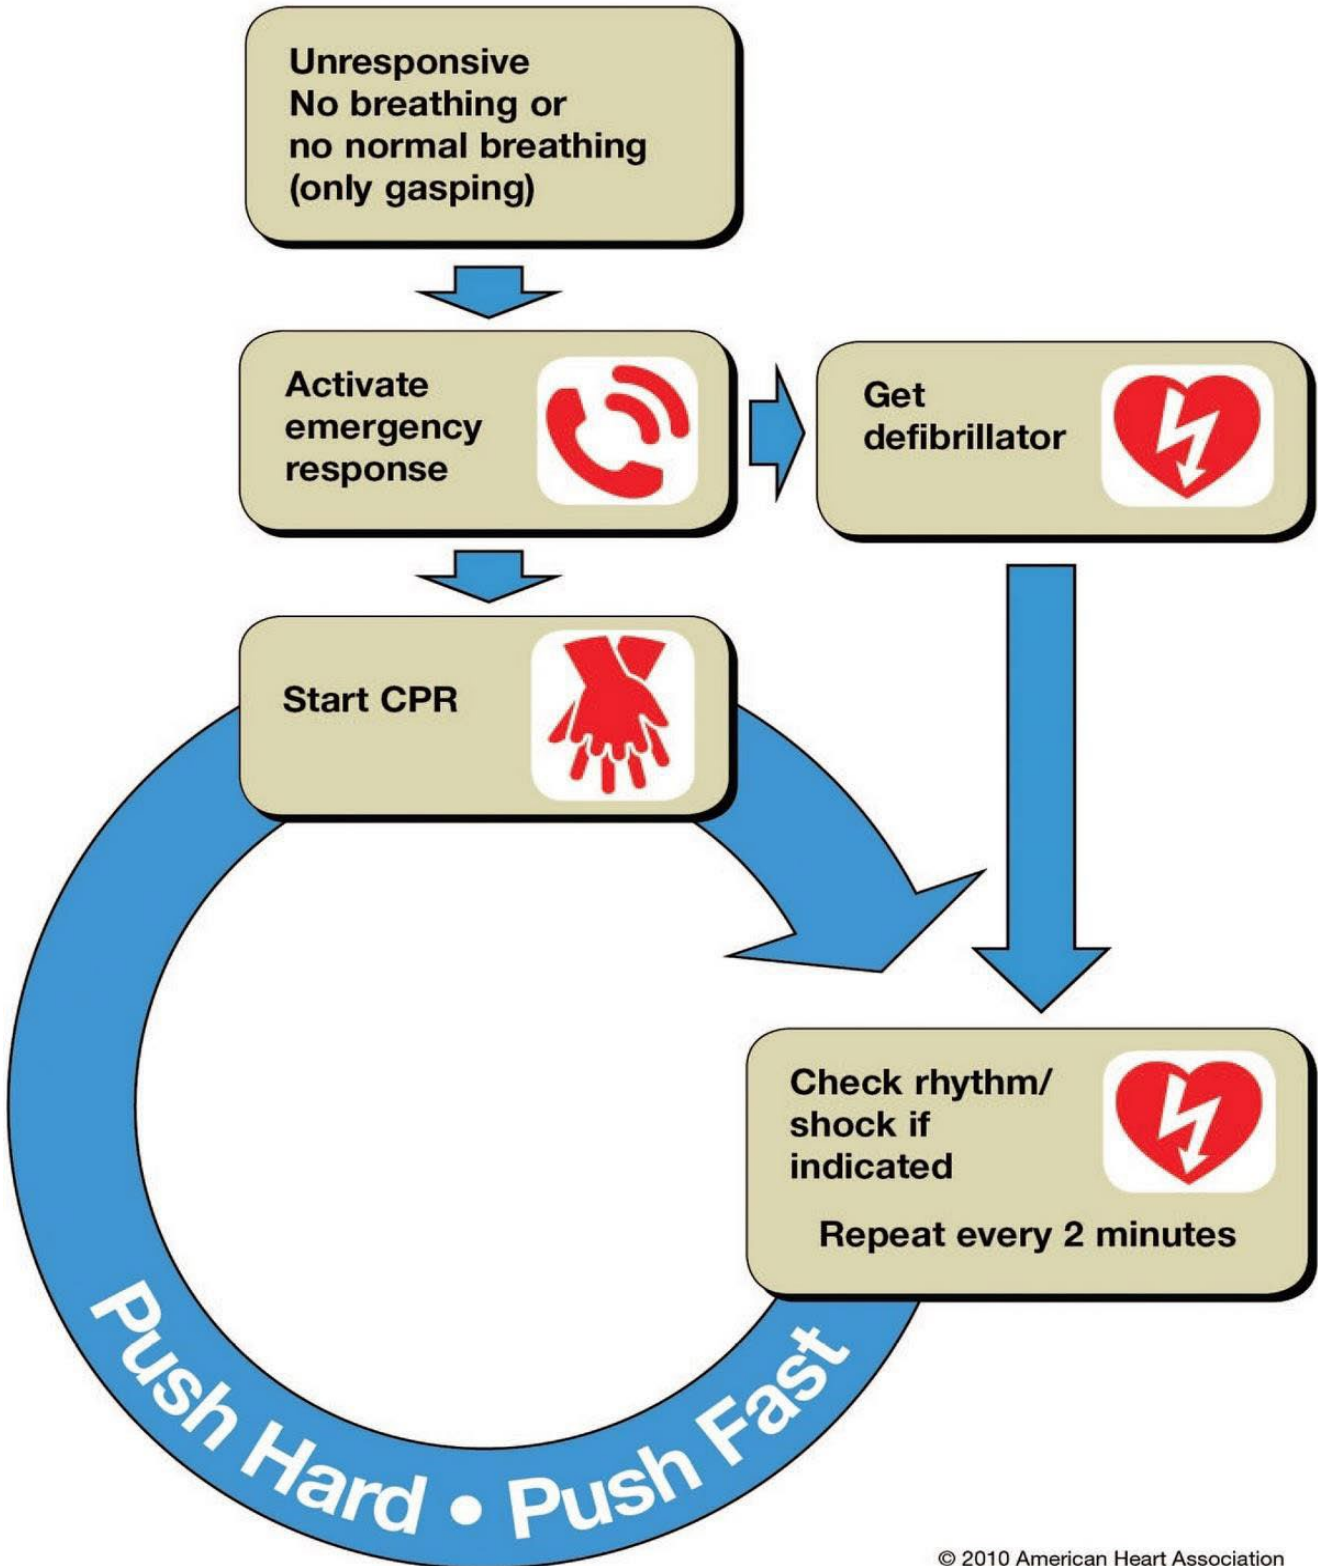 Unresponsive
No breathing or
no normal breathing
(only gasping)
Activate
emergency
response
Get
defibrillator
Start CPR
Check rhythm/
shock if
indicated
Repeat every 2 minutes
Push Hard • Push Fast
© 2010 American Heart Association